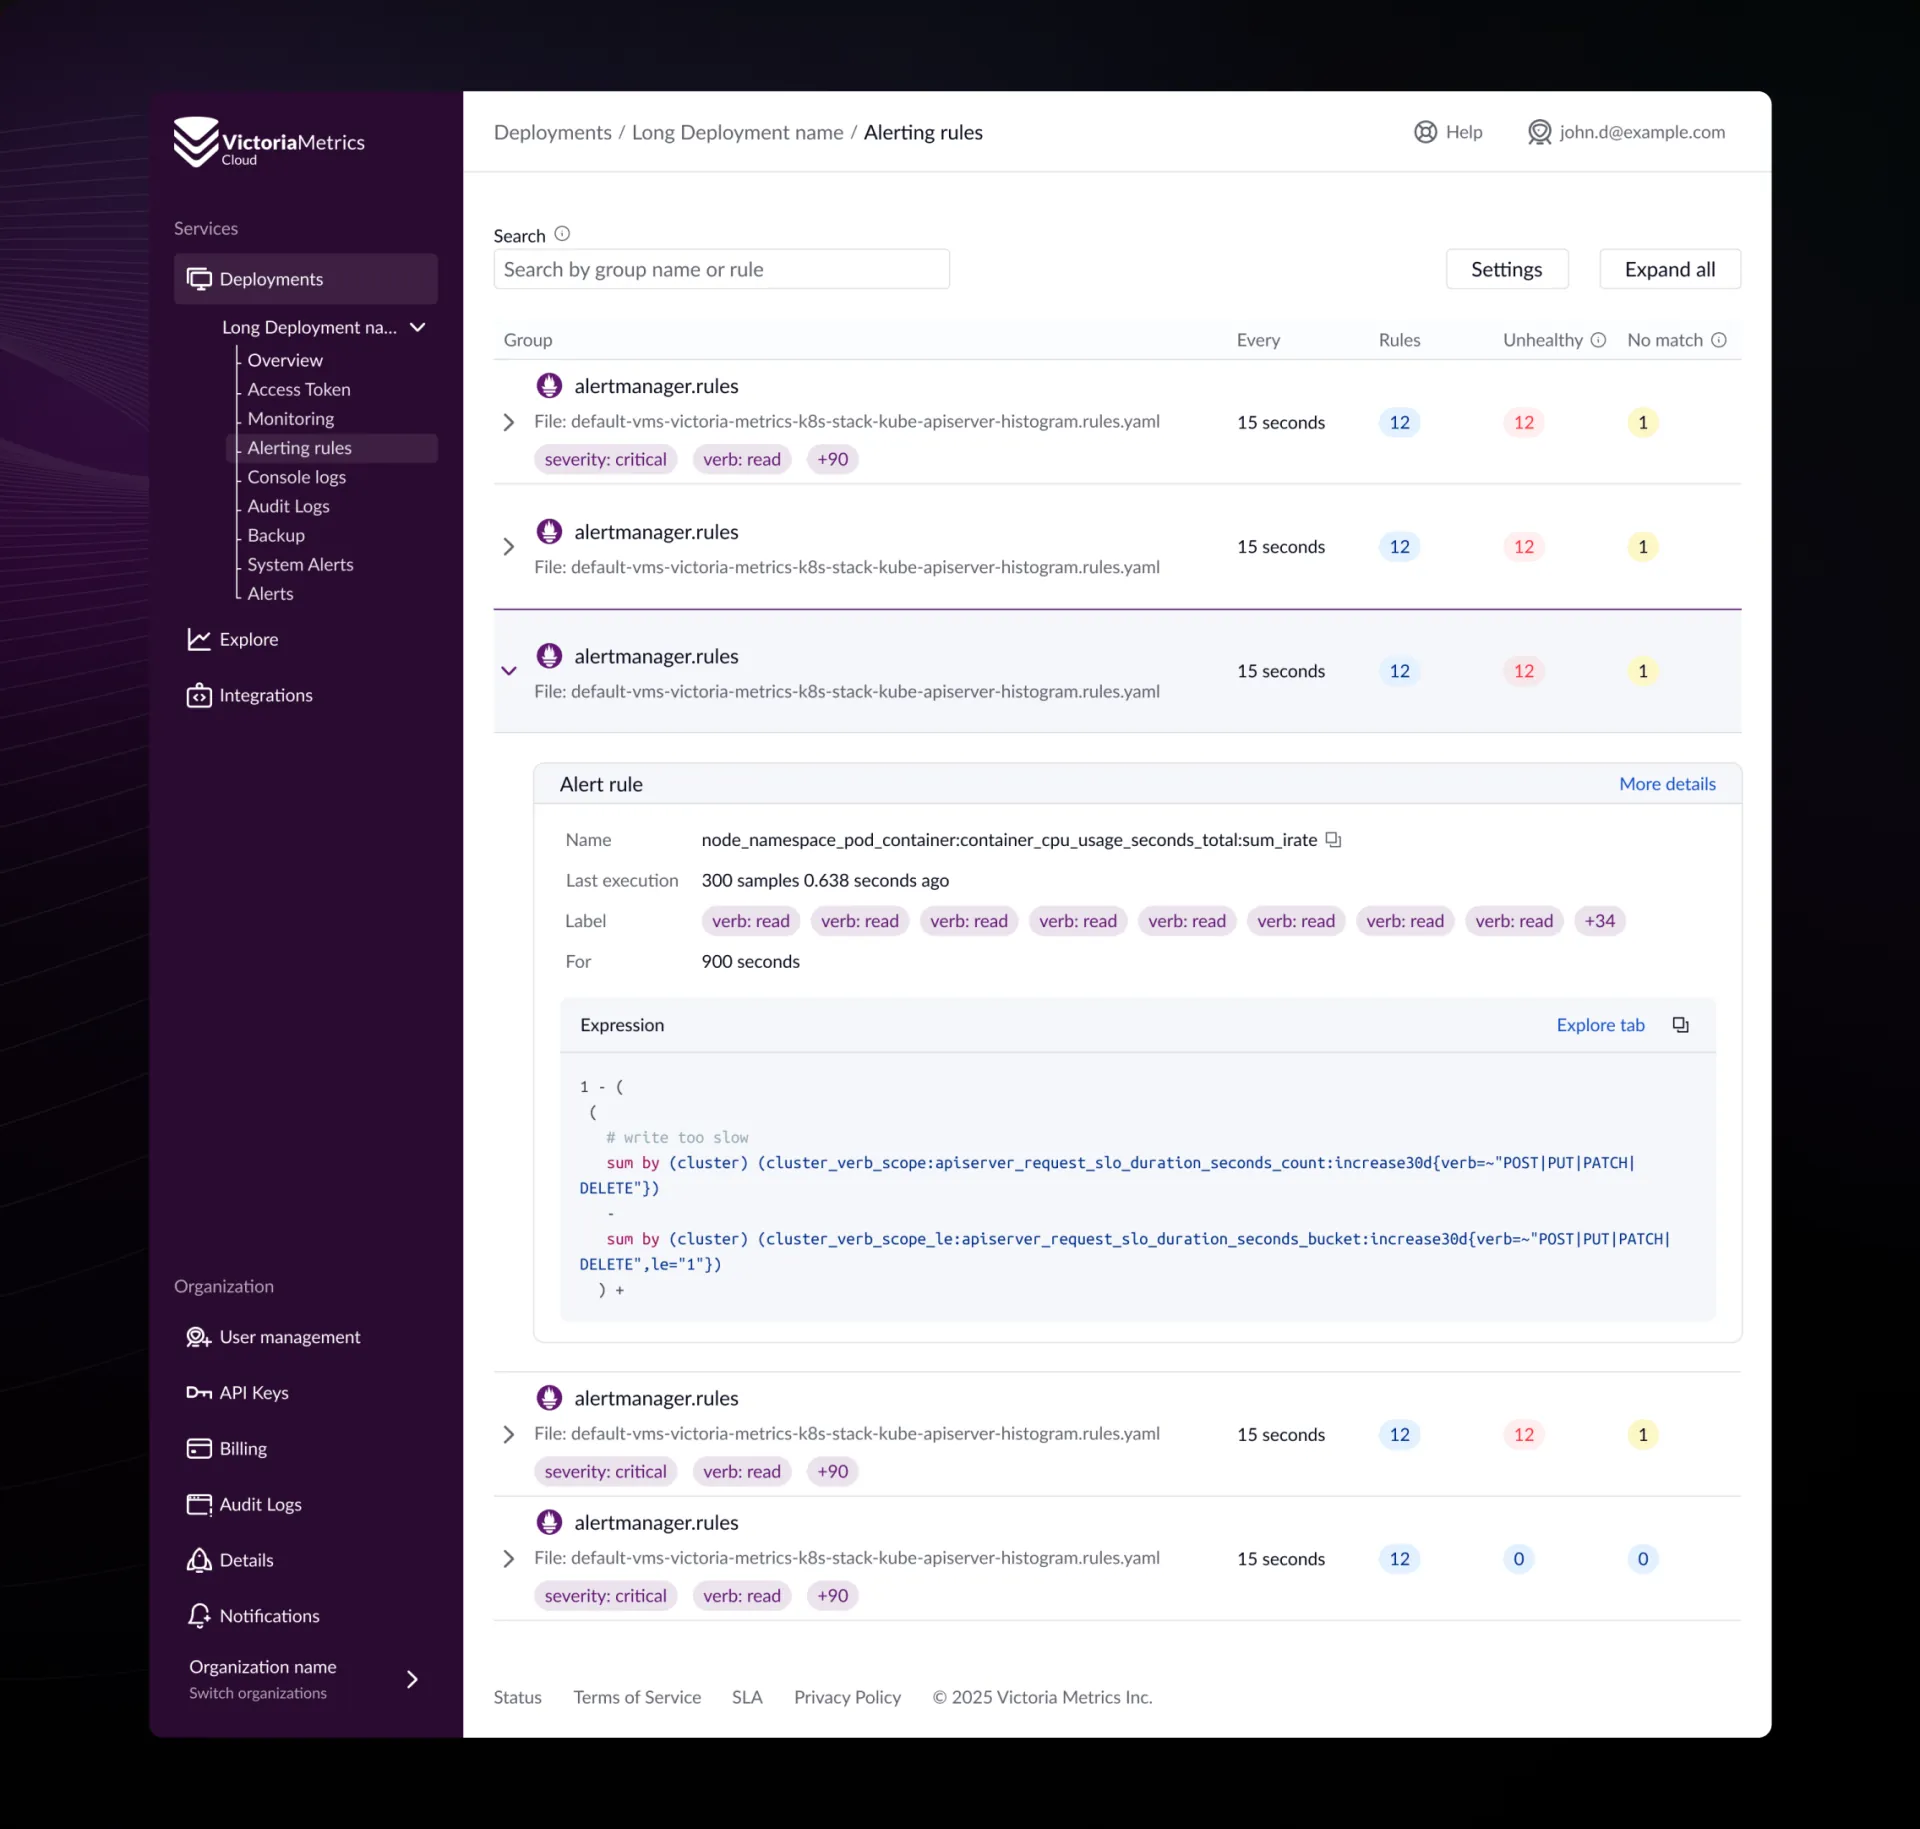 VictoriaMetrics
Cloud
Services
Deployments
Long Deployment na...
Overview
Access Token
Monitoring
Alerting rules
Console logs
Audit Logs
Backup
System Alerts
Alerts
Explore
Integrations
Organization
User management
API Keys
Billing
Audit Logs
Details
Notifications
Organization name
Switch organizations
Deployments / Long Deployment name / Alerting rules
Help
john.d@example.com
Search
Search by group name or rule
Settings
Expand all
Group Every Rules Unhealthy No match
alertmanager.rules
File: default-vms-victoria-metrics-k8s-stack-kube-apiserver-histogram.rules.yaml
15 seconds 12 12 1
severity: critical verb: read +90
alertmanager.rules
File: default-vms-victoria-metrics-k8s-stack-kube-apiserver-histogram.rules.yaml
15 seconds 12 12 1
alertmanager.rules
File: default-vms-victoria-metrics-k8s-stack-kube-apiserver-histogram.rules.yaml
15 seconds 12 12 1
Alert rule More details
Name node_namespace_pod_container:container_cpu_usage_seconds_total:sum_irate
Last execution 300 samples 0.638 seconds ago
Label verb: read verb: read verb: read verb: read verb: read verb: read verb: read verb: read +34
For 900 seconds
Expression Explore tab
1 - (
(
# write too slow
sum by (cluster) (cluster_verb_scope:apiserver_request_slo_duration_seconds_count:increase30d{verb=~"POST|PUT|PATCH|
DELETE"})
-
sum by (cluster) (cluster_verb_scope_le:apiserver_request_slo_duration_seconds_bucket:increase30d{verb=~"POST|PUT|PATCH|
DELETE",le="1"})
) +
alertmanager.rules
File: default-vms-victoria-metrics-k8s-stack-kube-apiserver-histogram.rules.yaml
15 seconds 12 12 1
severity: critical verb: read +90
alertmanager.rules
File: default-vms-victoria-metrics-k8s-stack-kube-apiserver-histogram.rules.yaml
15 seconds 12 0 0
severity: critical verb: read +90
Status Terms of Service SLA Privacy Policy © 2025 Victoria Metrics Inc.